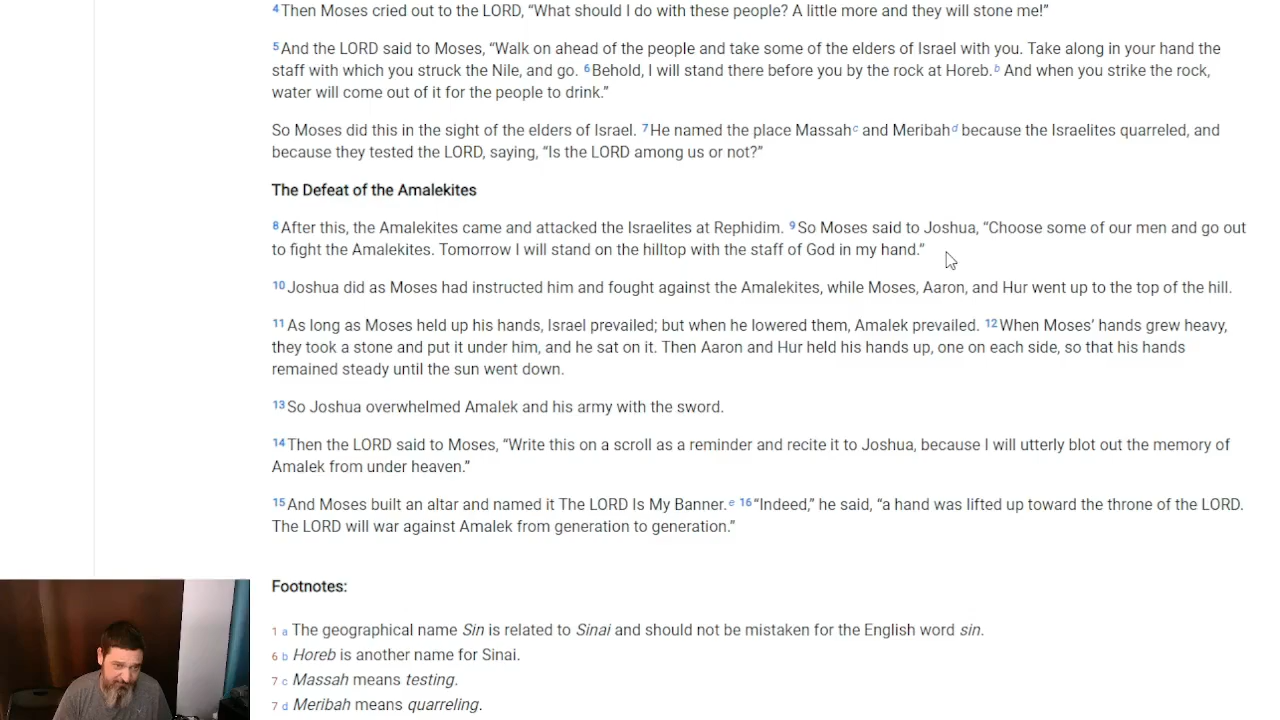 4 Then Moses cried out to the LORD, “What should I do with these people? A little more and they will stone me!”
5 And the LORD said to Moses, “Walk on ahead of the people and take some of the elders of Israel with you. Take along in your hand the
staff with which you struck the Nile, and go. 6 Behold, I will stand there before you by the rock at Horeb. b And when you strike the rock,
water will come out of it for the people to drink.”
So Moses did this in the sight of the elders of Israel. 7 He named the place Massah c and Meribah d because the Israelites quarreled, and
because they tested the LORD, saying, “Is the LORD among us or not?”
The Defeat of the Amalekites
8 After this, the Amalekites came and attacked the Israelites at Rephidim. 9 So Moses said to Joshua, “Choose some of our men and go out
to fight the Amalekites. Tomorrow I will stand on the hilltop with the staff of God in my hand.”
10 Joshua did as Moses had instructed him and fought against the Amalekites, while Moses, Aaron, and Hur went up to the top of the hill.
11 As long as Moses held up his hands, Israel prevailed; but when he lowered them, Amalek prevailed. 12 When Moses’ hands grew heavy,
they took a stone and put it under him, and he sat on it. Then Aaron and Hur held his hands up, one on each side, so that his hands
remained steady until the sun went down.
13 So Joshua overwhelmed Amalek and his army with the sword.
14 Then the LORD said to Moses, “Write this on a scroll as a reminder and recite it to Joshua, because I will utterly blot out the memory of
Amalek from under heaven.”
15 And Moses built an altar and named it The LORD Is My Banner. e 16 “Indeed,” he said, “a hand was lifted up toward the throne of the LORD.
The LORD will war against Amalek from generation to generation.”
Footnotes:
1 a The geographical name Sin is related to Sinai and should not be mistaken for the English word sin.
6 b Horeb is another name for Sinai.
7 c Massah means testing.
7 d Meribah means quarreling.